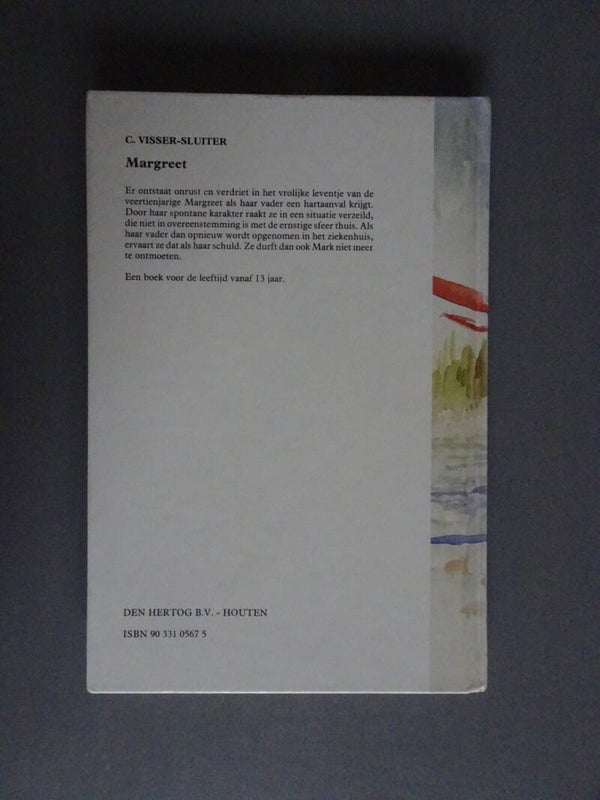 C. VISSER-SLUITER
Margreet
Er ontstaat onrust en verdriet in het vrolijke leventje van de
veertienjarige Margreet als haar vader een hartaanval krijgt.
Door haar spontane karakter raakt ze in een situatie verzeild,
die niet in overeenstemming is met de ernstige sfeer thuis. Als
haar vader dan opnieuw wordt opgenomen in het ziekenhuis,
ervaart ze dat als haar schuld. Ze durft dan ook Mark niet meer
te ontmoeten.
Een boek voor de leeftijd vanaf 13 jaar.
DEN HERTOG B.V. - HOUTEN
ISBN 90 331 0567 5